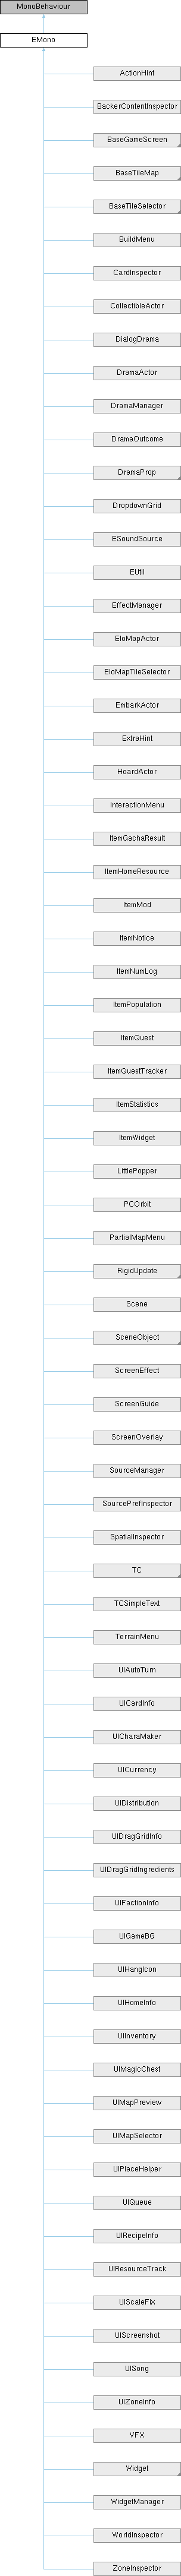 MonoBehaviour
EMono
ActionHint
BackerContentInspector
BaseGameScreen
BaseTileMap
BaseTileSelector
BuildMenu
CardInspector
CollectibleActor
DialogDrama
DramaActor
DramaManager
DramaOutcome
DramaProp
DropdownGrid
ESoundSource
EUtil
EffectManager
EloMapActor
EloMapTileSelector
EmbarkActor
ExtraHint
HoardActor
InteractionMenu
ItemGachaResult
ItemHomeResource
ItemMod
ItemNotice
ItemNumLog
ItemPopulation
ItemQuest
ItemQuestTracker
ItemStatistics
ItemWidget
LittlePopper
PCOrbit
PartialMapMenu
RigidUpdate
Scene
SceneObject
ScreenEffect
ScreenGuide
ScreenOverlay
SourceManager
SourcePrefInspector
SpatialInspector
TC
TCSimpleText
TerrainMenu
UIAutoTurn
UICardInfo
UICharaMaker
UICurrency
UIDistribution
UIDragGridInfo
UIDragGridIngredients
UIFactionInfo
UIGameBG
UIHangIcon
UIHomeInfo
UIInventory
UIMagicChest
UIMapPreview
UIMapSelector
UIPlaceHelper
UIQueue
UIRecipeInfo
UIResourceTrack
UIScaleFix
UIScreenshot
UISong
UIZoneInfo
VFX
Widget
WidgetManager
WorldInspector
ZoneInspector